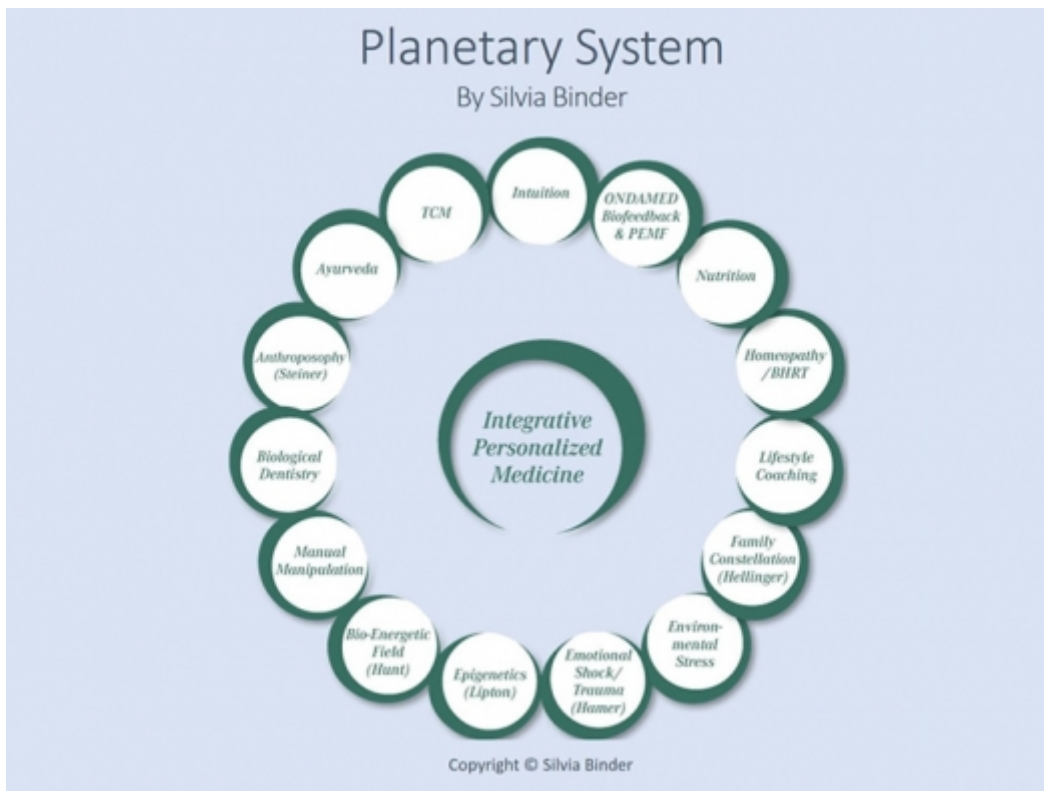 Planetary System
By Silvia Binder
Intuition
ONDAMED
Biofeedback
& PEMF
Nutrition
Homeopathy
/BHRT
Lifestyle
Coaching
Family
Constellation
(Hellinger)
Environ-
mental
Stress
Emotional
Shock/
Trauma
(Hamer)
Epigenetics
(Lipton)
Bio-Energetic
Field
(Hunt)
Manual
Manipulation
Biological
Dentistry
Anthroposophy
(Steiner)
Ayurveda
TCM
Integrative
Personalized
Medicine
Copyright © Silvia Binder